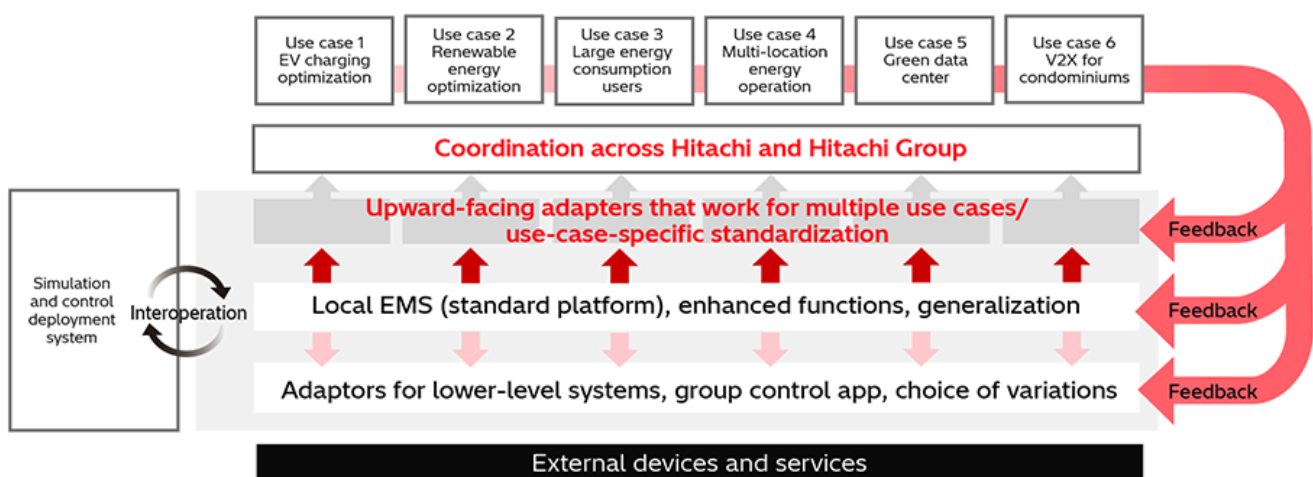 Use case 1
EV charging
optimization
Use case 2
Renewable
energy
optimization
Use case 3
Large energy
consumption
users
Use case 4
Multi-location
energy
operation
Use case 5
Green data
center
Use case 6
V2X for
condominiums
Coordination across Hitachi and Hitachi Group
Upward-facing adapters that work for multiple use cases/
use-case-specific standardization
Feedback
Simulation
and control
deployment
system
Interoperation
Local EMS (standard platform), enhanced functions, generalization
Feedback
Adaptors for lower-level systems, group control app, choice of variations
Feedback
External devices and services